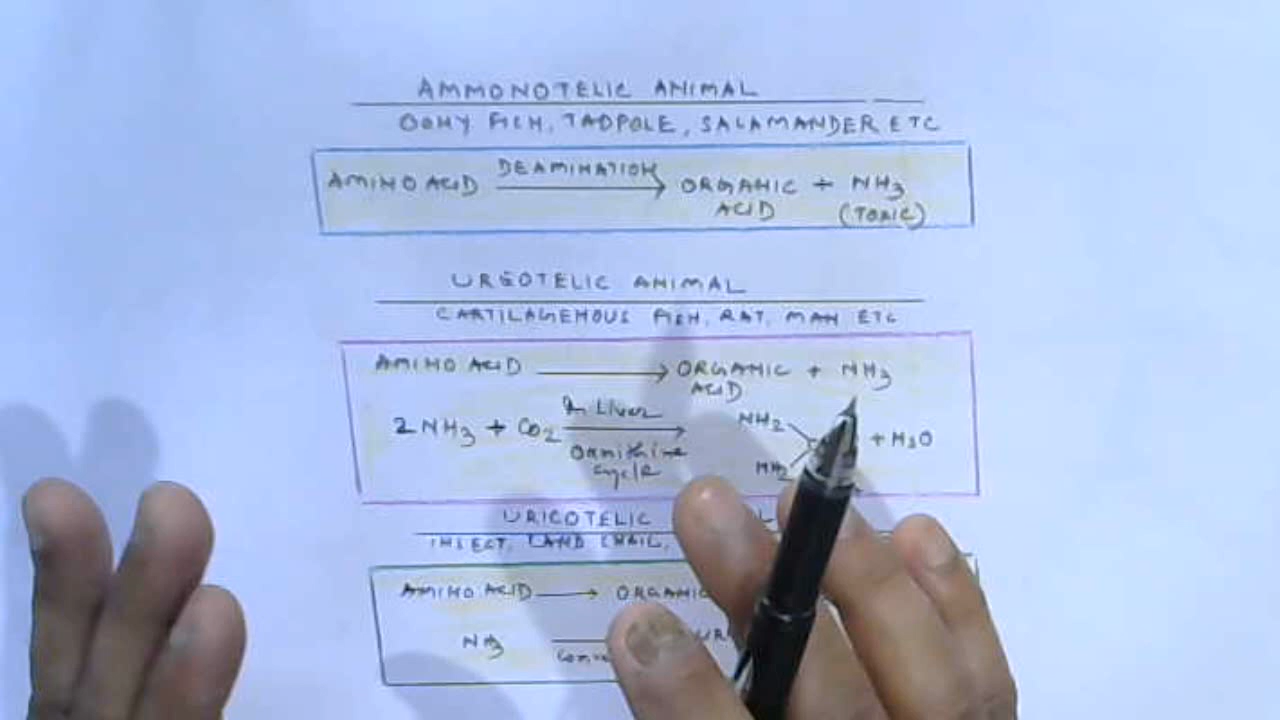 AMMONOTELIC ANIMAL
BONY FISH, TADPOLE, SALAMANDER ETC
AMINO ACID DEAMINATION ORGANIC + NH3
ACID (TOXIC)
UREOTELIC ANIMAL
CARTILAGENOUS FISH, RAT, MAN ETC
AMINO ACID → ORGANIC + NH3
ACID
2NH3 + CO2 In Liver → NH2
Ornithine cycle NH2 + H2O
URICOTELIC
INSECT, LAND SNAIL,
AMINO ACID → ORGANIC
NH3